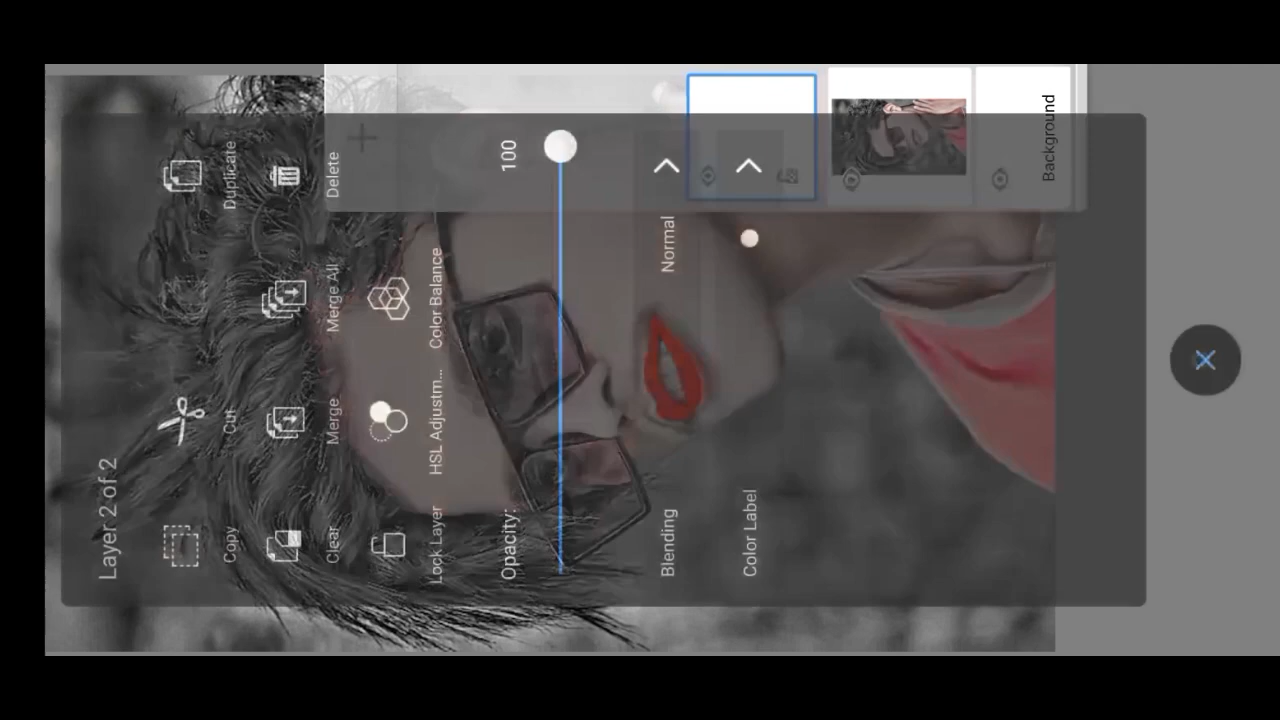 Layer 2 of 2
Copy Cut Duplicate
Clear Merge Merge All Delete
Lock Layer HSL Adjustm... Color Balance
Opacity: 100
Blending Normal
Color Label
Background